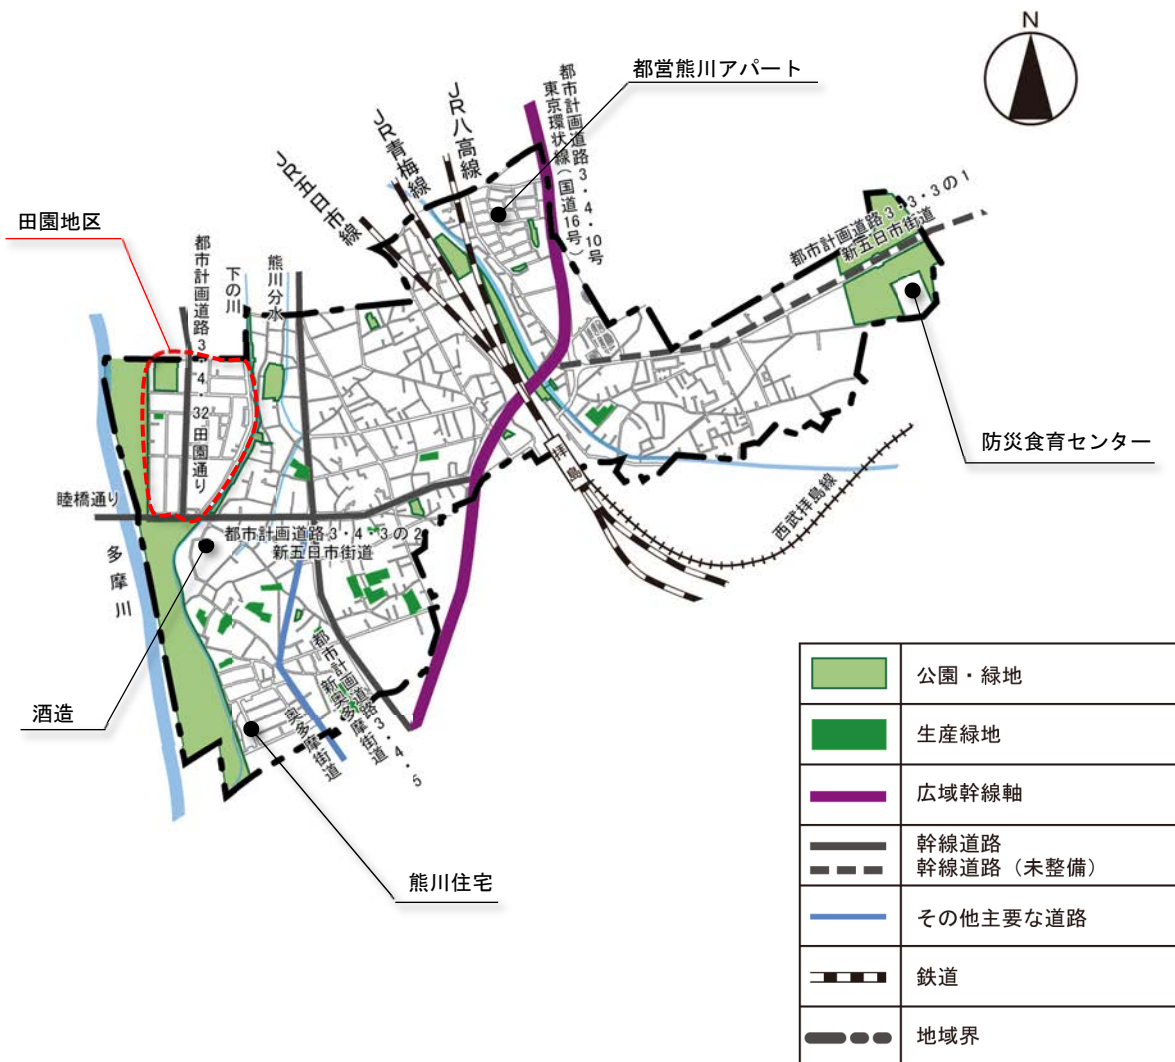 N
都営熊川アパート
都市計画道路3・4・10号
東京環状線(国道16号)
JR八高線
JR青梅線
JR五日市線
都市計画道路3・3・3の1
新五日市街道
田園地区
都市計画道路3・4・32 田園通り
下の川
熊川分水
防災食育センター
拝島
西武拝島線
睦橋通り
多摩川
都市計画道路3・4・3の2
新五日市街道
酒造
都市計画道路3・4・5
新奥多摩街道
奥多摩街道
熊川住宅
公園・緑地
生産緑地
広域幹線軸
幹線道路
幹線道路(未整備)
その他主要な道路
鉄道
地域界